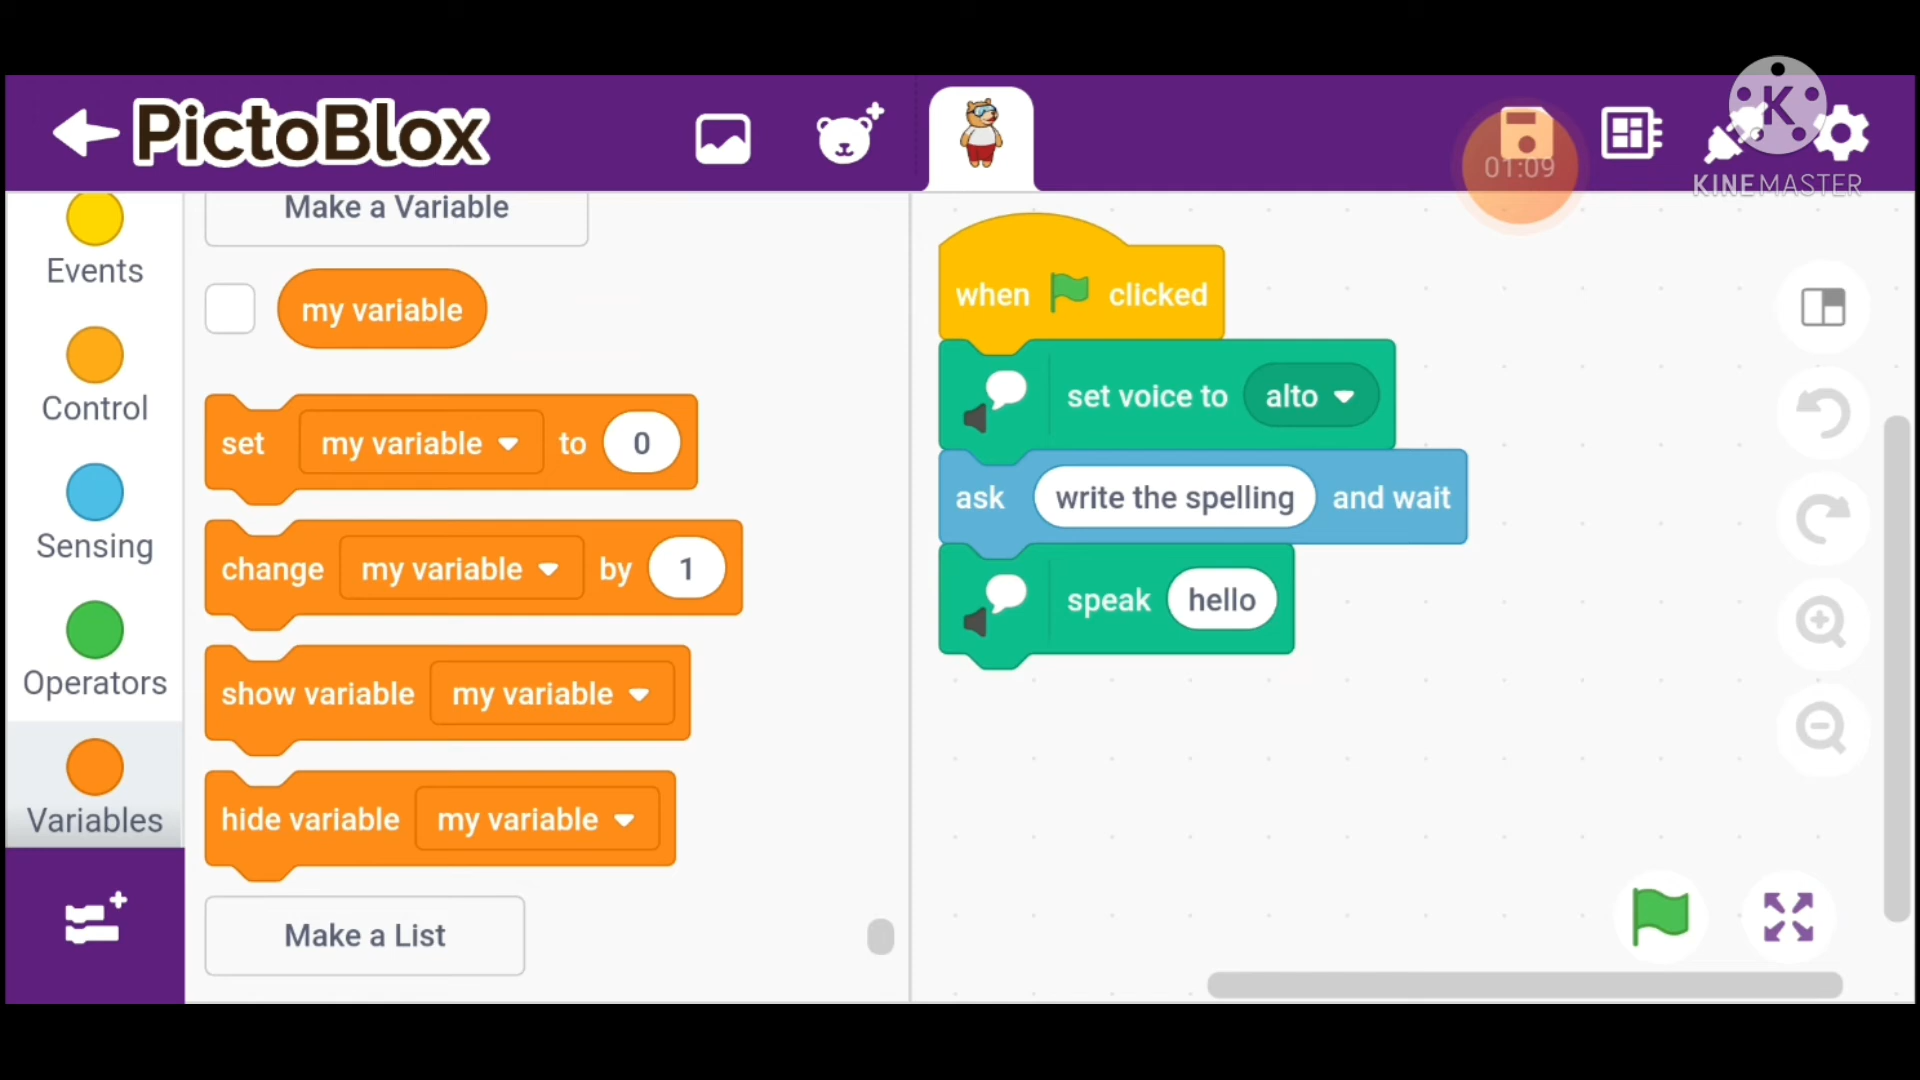 PictoBlox
01:09
K
KINEMASTER
Events
Control
Sensing
Operators
Variables
Make a Variable
my variable
set my variable to 0
change my variable by 1
show variable my variable
hide variable my variable
Make a List
when clicked
set voice to alto
ask write the spelling and wait
speak hello